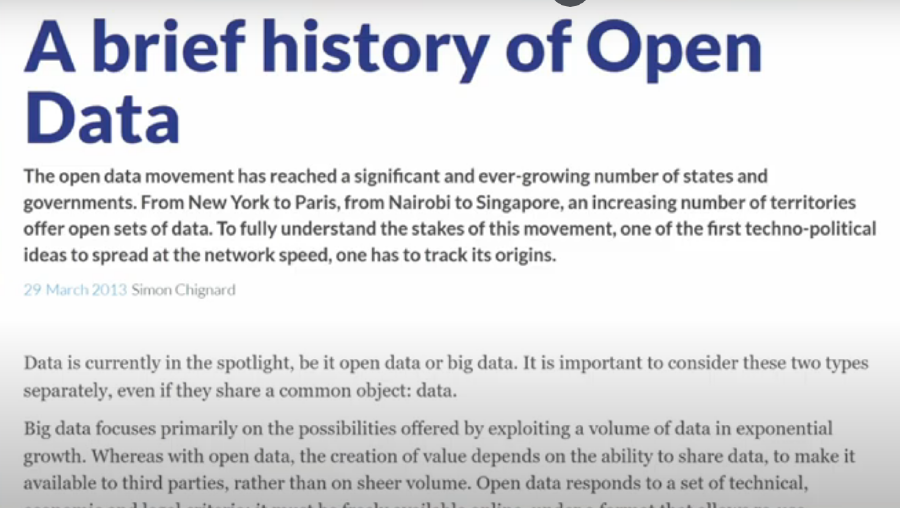 A brief history of Open
Data
The open data movement has reached a significant and ever-growing number of states and
governments. From New York to Paris, from Nairobi to Singapore, an increasing number of territories
offer open sets of data. To fully understand the stakes of this movement, one of the first techno-political
ideas to spread at the network speed, one has to track its origins.
29 March 2013 Simon Chignard
Data is currently in the spotlight, be it open data or big data. It is important to consider these two types
separately, even if they share a common object: data.
Big data focuses primarily on the possibilities offered by exploiting a volume of data in exponential
growth. Whereas with open data, the creation of value depends on the ability to share data, to make it
available to third parties, rather than on sheer volume. Open data responds to a set of technical,